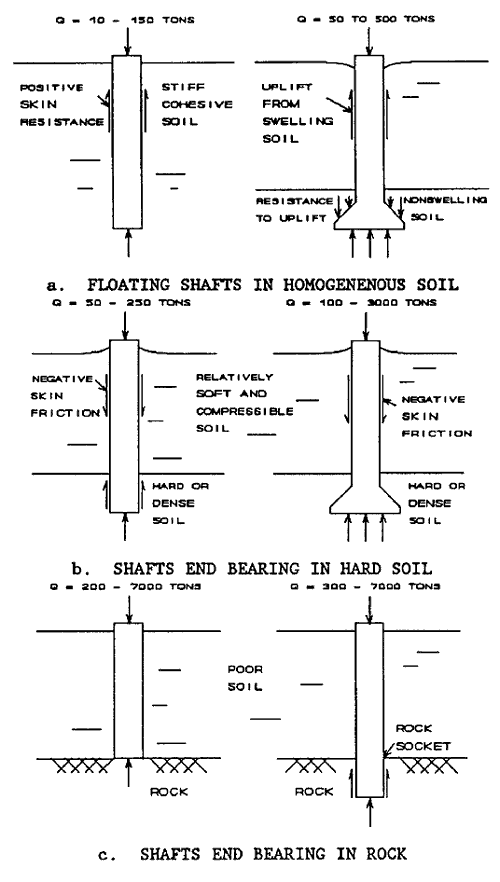 Q = 10 - 150 TONS
Q = 50 TO 500 TONS
POSITIVE
SKIN
RESISTANCE
STIFF
COHESIVE
SOIL
UPLIFT
FROM
SWELLING
SOIL
RESISTANCE
TO UPLIFT
NONSWELLING
SOIL
a. FLOATING SHAFTS IN HOMOGENENOUS SOIL
Q = 50 - 250 TONS
Q = 100 - 3000 TONS
NEGATIVE
SKIN
FRICTION
RELATIVELY
SOFT AND
COMPRESSIBLE
SOIL
NEGATIVE
SKIN
FRICTION
HARD OR
DENSE
SOIL
HARD OR
DENSE
SOIL
b. SHAFTS END BEARING IN HARD SOIL
Q = 200 - 7000 TONS
Q = 300 - 7000 TONS
POOR
SOIL
ROCK
SOCKET
ROCK
ROCK
c. SHAFTS END BEARING IN ROCK